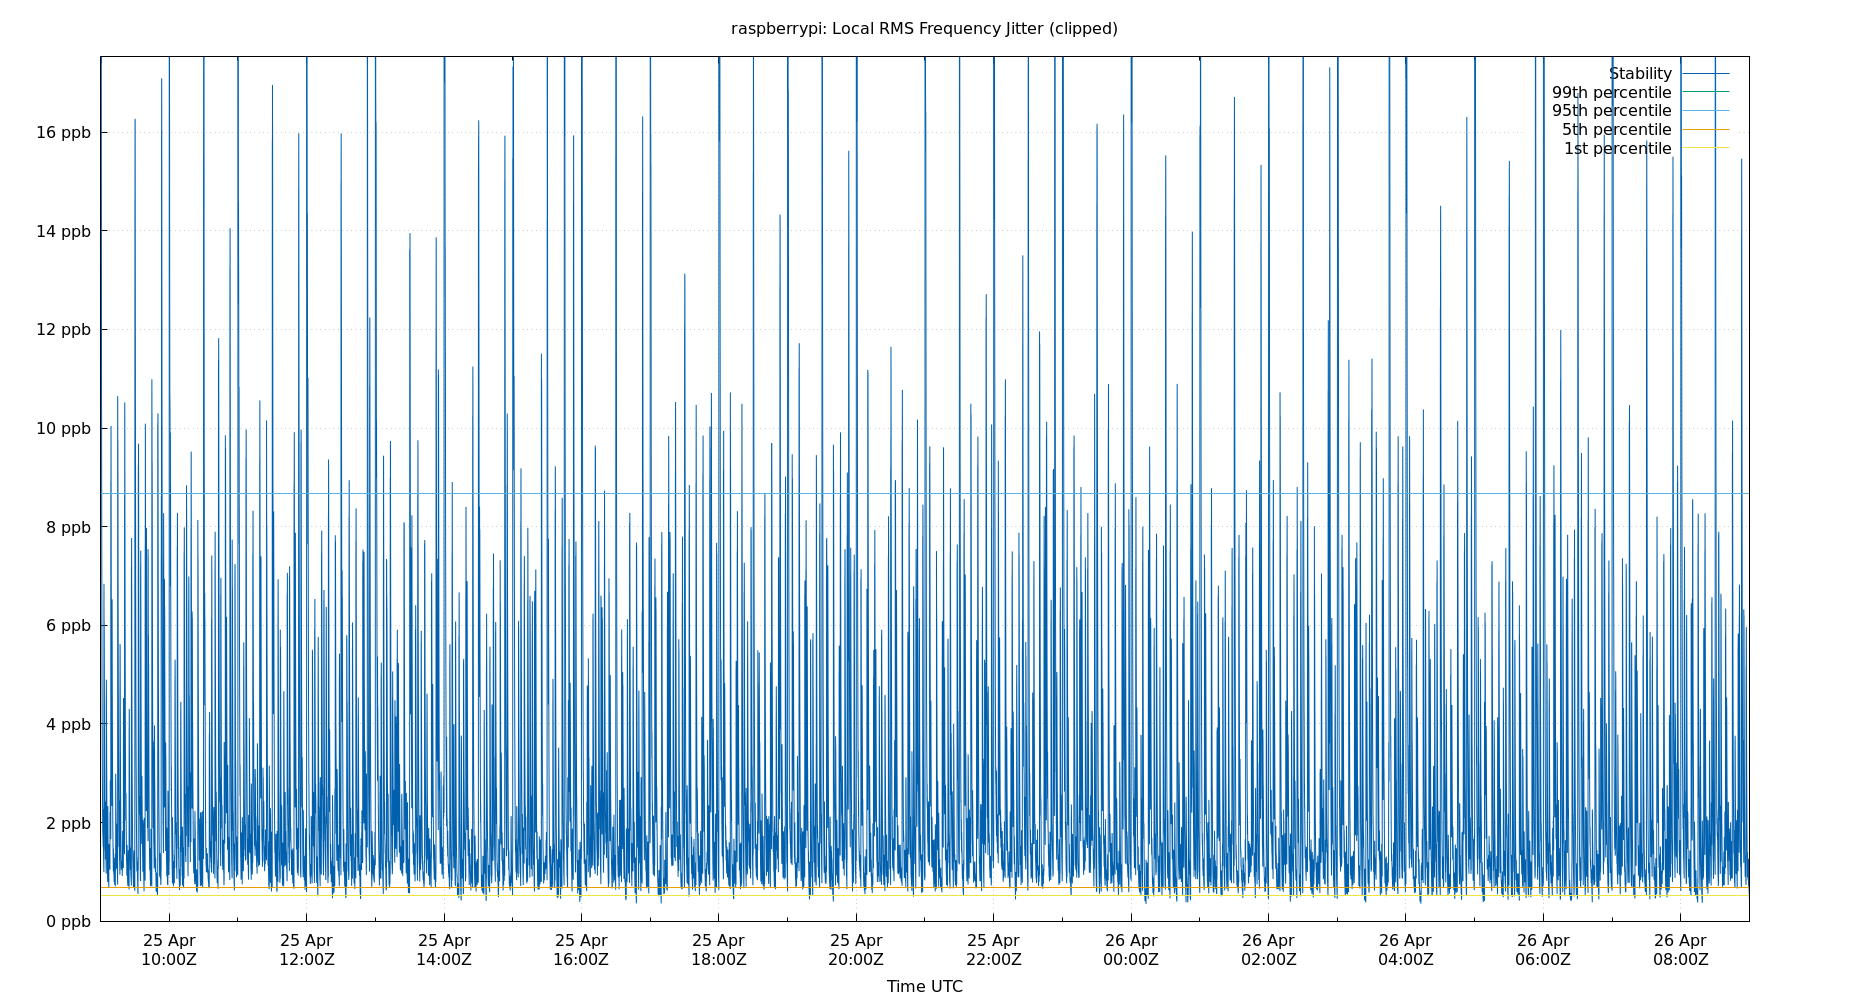 raspberrypi: Local RMS Frequency Jitter (clipped)
Stability
99th percentile
95th percentile
5th percentile
1st percentile
16 ppb
14 ppb
12 ppb
10 ppb
8 ppb
6 ppb
4 ppb
2 ppb
0 ppb
25 Apr 25 Apr 25 Apr 25 Apr 25 Apr 25 Apr 25 Apr 26 Apr 26 Apr 26 Apr 26 Apr 26 Apr
10:00Z 12:00Z 14:00Z 16:00Z 18:00Z 20:00Z 22:00Z 00:00Z 02:00Z 04:00Z 06:00Z 08:00Z
Time UTC